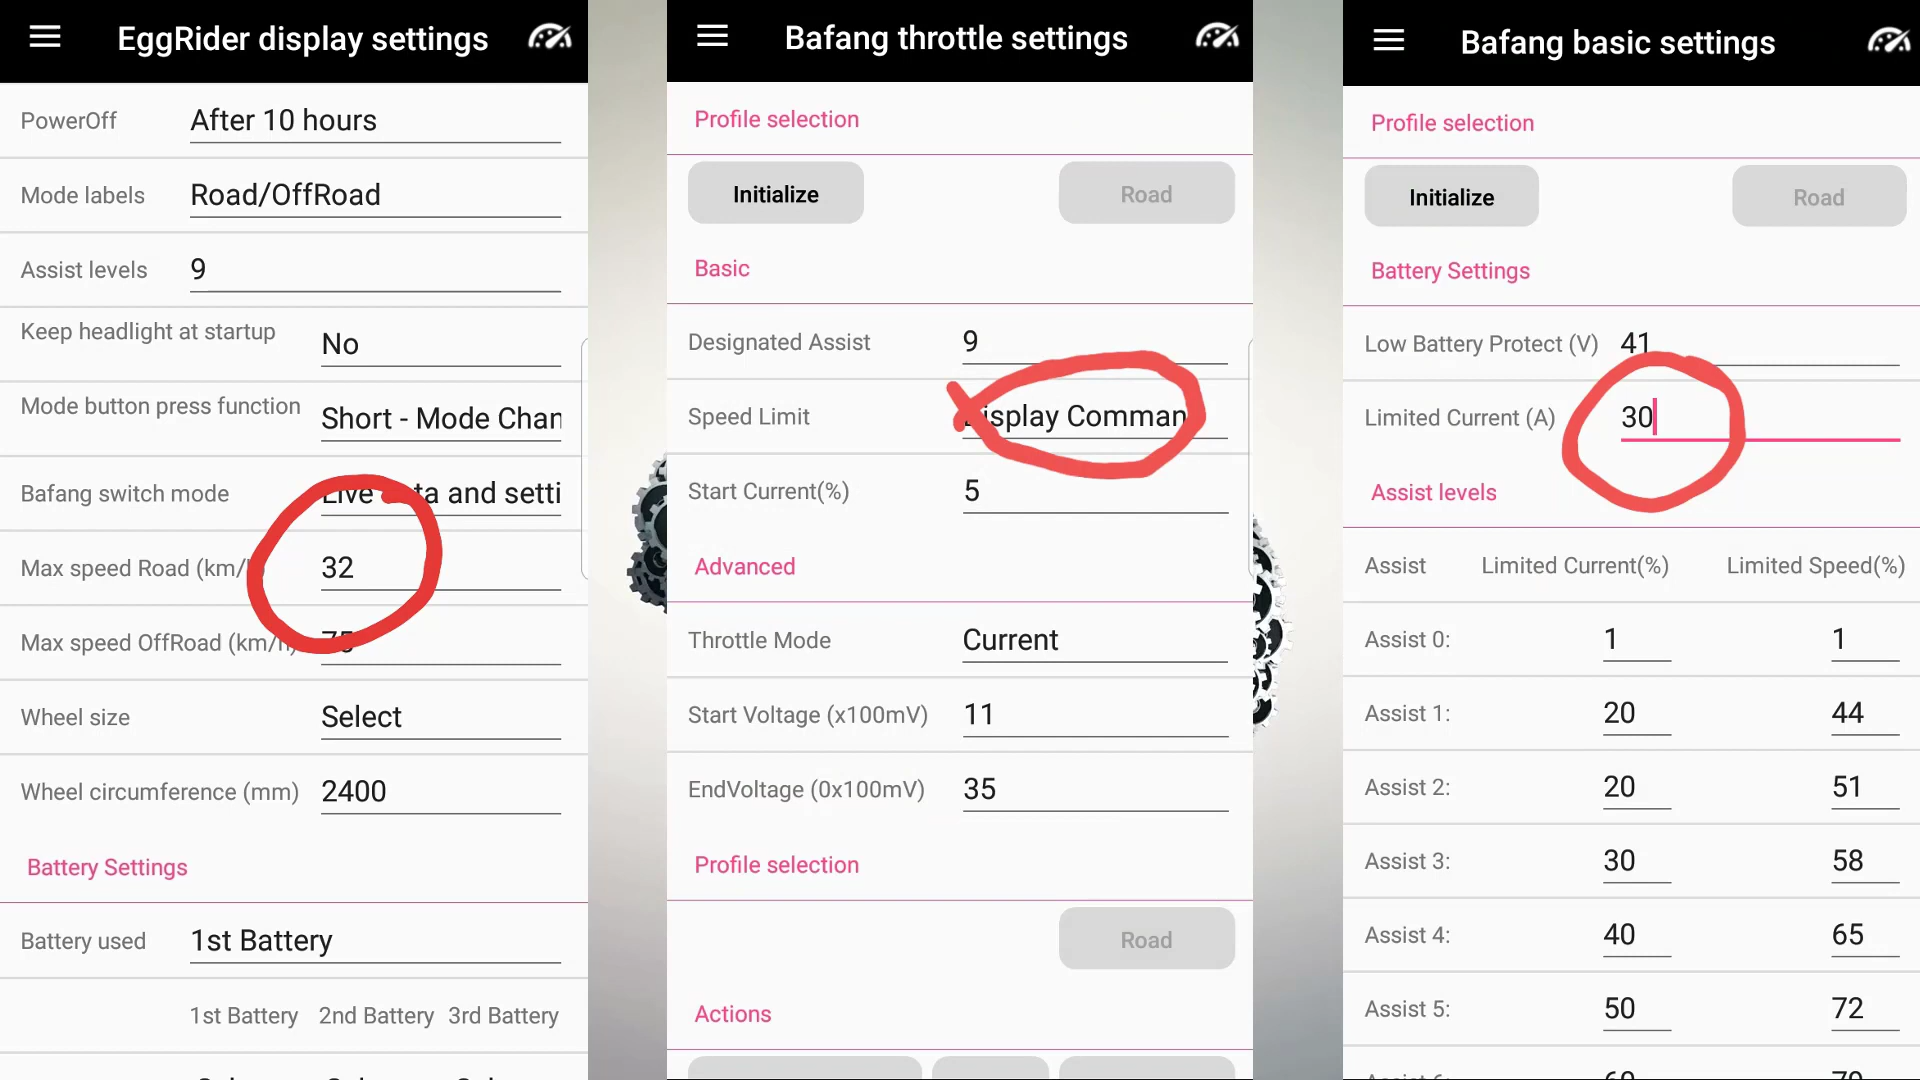 EggRider display settings
PowerOff After 10 hours
Mode labels Road/OffRoad
Assist levels 9
Keep headlight at startup No
Mode button press function Short - Mode Chan
Bafang switch mode Live data and setti
Max speed Road (km/h 32
Max speed OffRoad (km/h) 75
Wheel size Select
Wheel circumference (mm) 2400
Battery Settings
Battery used 1st Battery
1st Battery 2nd Battery 3rd Battery
Bafang throttle settings
Profile selection
Initialize Road
Basic
Designated Assist 9
Speed Limit Display Comman
Start Current(%) 5
Advanced
Throttle Mode Current
Start Voltage (x100mV) 11
EndVoltage (0x100mV) 35
Profile selection
Road
Actions
Bafang basic settings
Profile selection
Initialize Road
Battery Settings
Low Battery Protect (V) 41
Limited Current (A) 30
Assist levels
Assist Limited Current(%) Limited Speed(%)
Assist 0: 1 1
Assist 1: 20 44
Assist 2: 20 51
Assist 3: 30 58
Assist 4: 40 65
Assist 5: 50 72